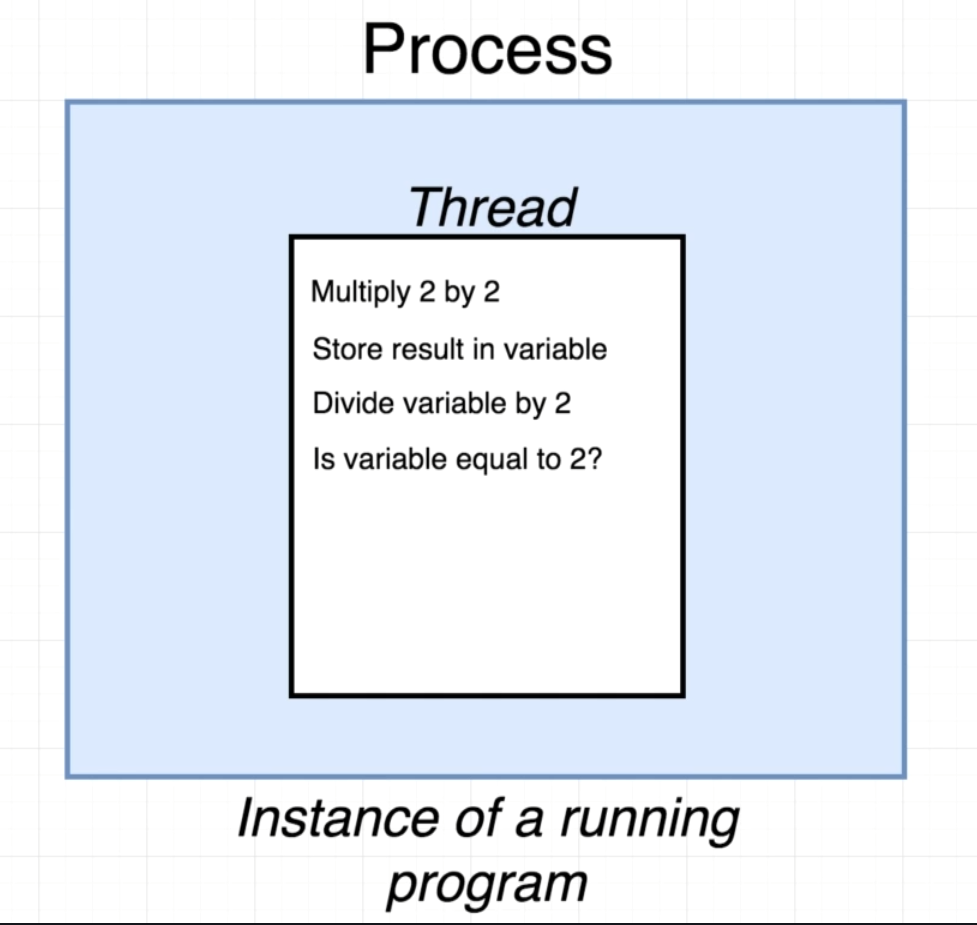 Process
Thread
Multiply 2 by 2
Store result in variable
Divide variable by 2
Is variable equal to 2?
Instance of a running
program